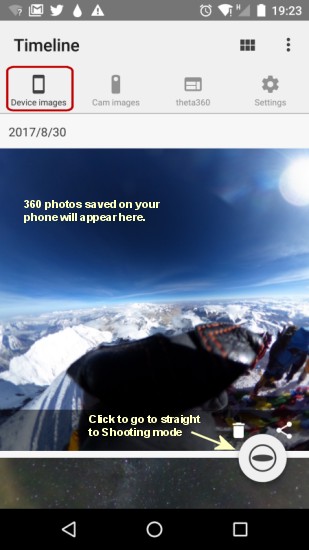 19:23
Timeline
Device images
Cam images
theta360
Settings
2017/8/30
360 photos saved on your
phone will appear here.
Click to go to straight
to Shooting mode